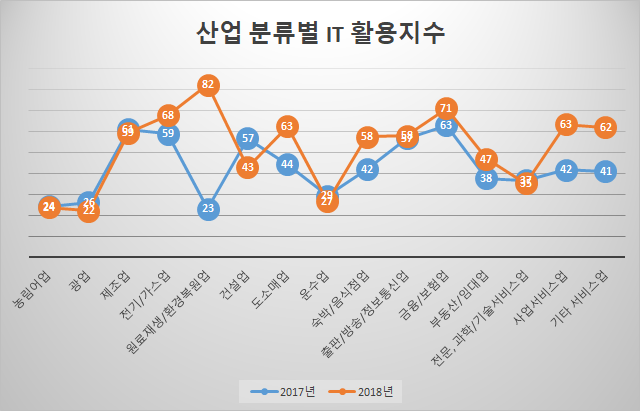 산업 분류별 IT 활용지수
82
68
71
59
63
63
62
57
58
58
57
59
43
44
42
47
42
41
24
26
22
23
29
27
38
37
35
농림어업
광업
제조업
전기/가스업
원료재생/환경복원업
건설업
도소매업
운수업
숙박/음식점업
출판/방송/정보통신업
금융/보험업
부동산/임대업
전문, 과학/기술서비스업
사업서비스업
기타 서비스업
2017년
2018년